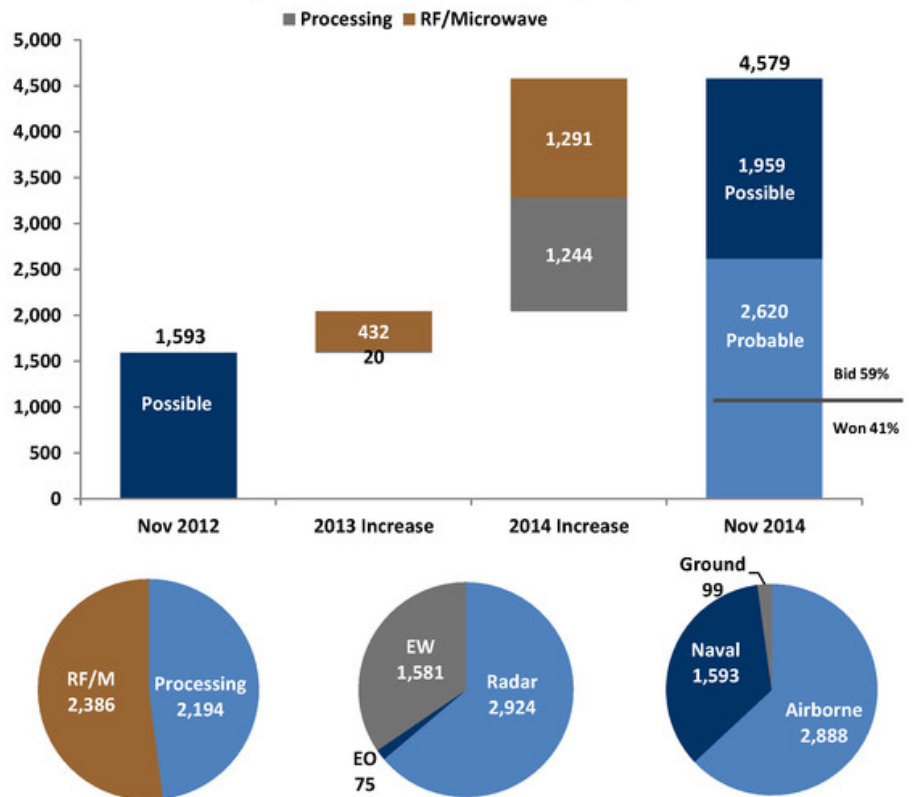 Processing RF/Microwave
5,000
4,500
4,000
3,500
3,000
2,500
2,000
1,500
1,000
500
0
1,593
Possible
432
20
1,291
1,244
4,579
1,959
Possible
2,620
Probable
Bid 59%
Won 41%
Nov 2012 2013 Increase 2014 Increase Nov 2014
RF/M
2,386
Processing
2,194
EW
1,581
Radar
2,924
EO
75
Ground
99
Naval
1,593
Airborne
2,888